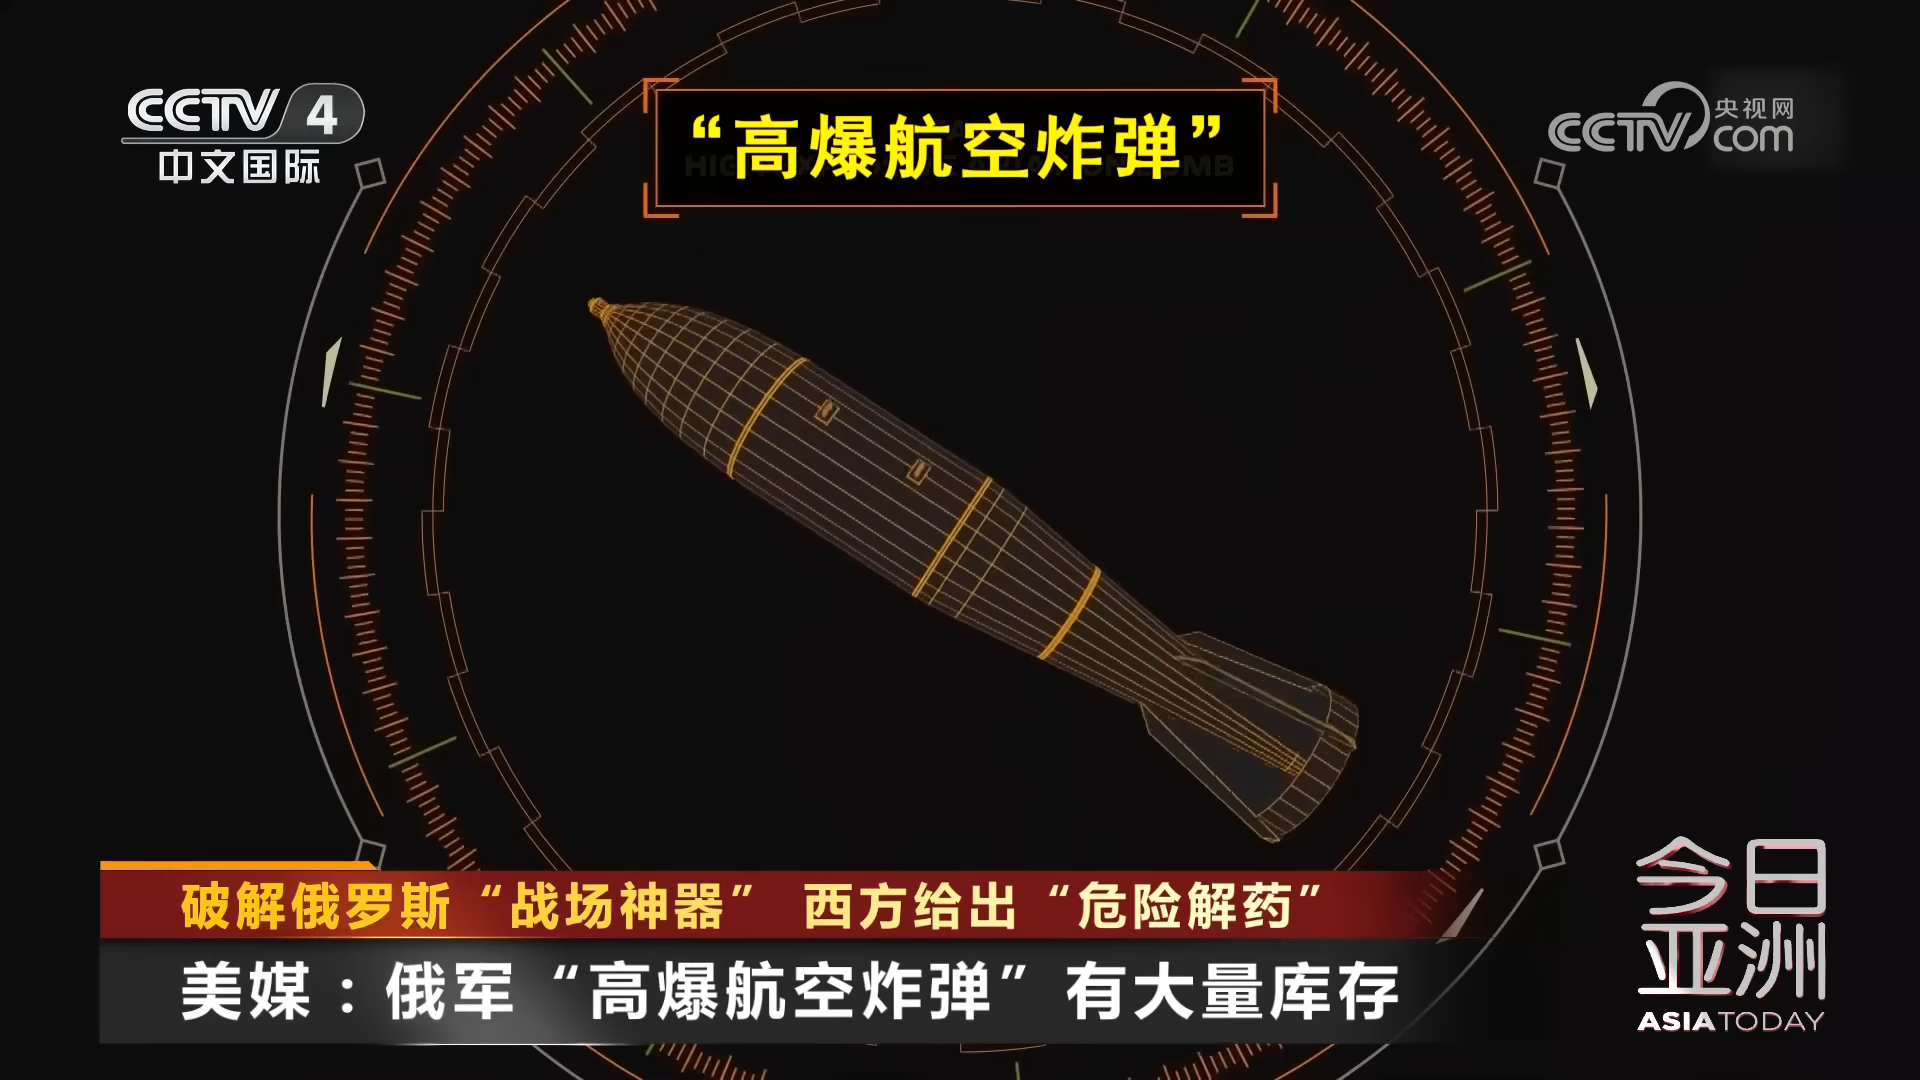 CCTV 4
中文国际
“高爆航空炸弹”
央视网
CCTV.com
破解俄罗斯“战场神器” 西方给出“危险解药”
美媒：俄军“高爆航空炸弹”有大量库存
今日
亚洲
ASIA TODAY